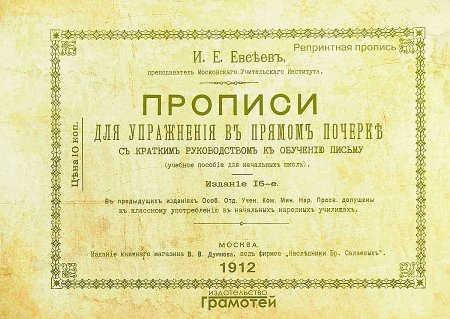 Репринтная пропись
И. Е. Евсѣевъ,
преподаватель Московскаго Учительскаго Института.
ПРОПИСИ
ДЛЯ УПРАЖНЕНІЯ ВЪ ПРЯМОМЪ ПОЧЕРКѢ
СЪ КРАТКИМЪ РУКОВОДСТВОМЪ КЪ ОБУЧЕНІЮ ПИСЬМУ
(учебное пособіе для начальныхъ школъ).
Изданіе 16-е.
Цѣна 10 коп.
Въ предыдущихъ изданіяхъ Особ. Отд. Учен. Ком. Мин. Нар. Просв. допущены
къ классному употребленію въ начальныхъ народныхъ училищахъ.
МОСКВА.
Изданіе книжнаго магазина В. В. Думнова, подъ фирмою „Наслѣдники Бр. Салаевыхъ".
1912
издательство
Грамотей